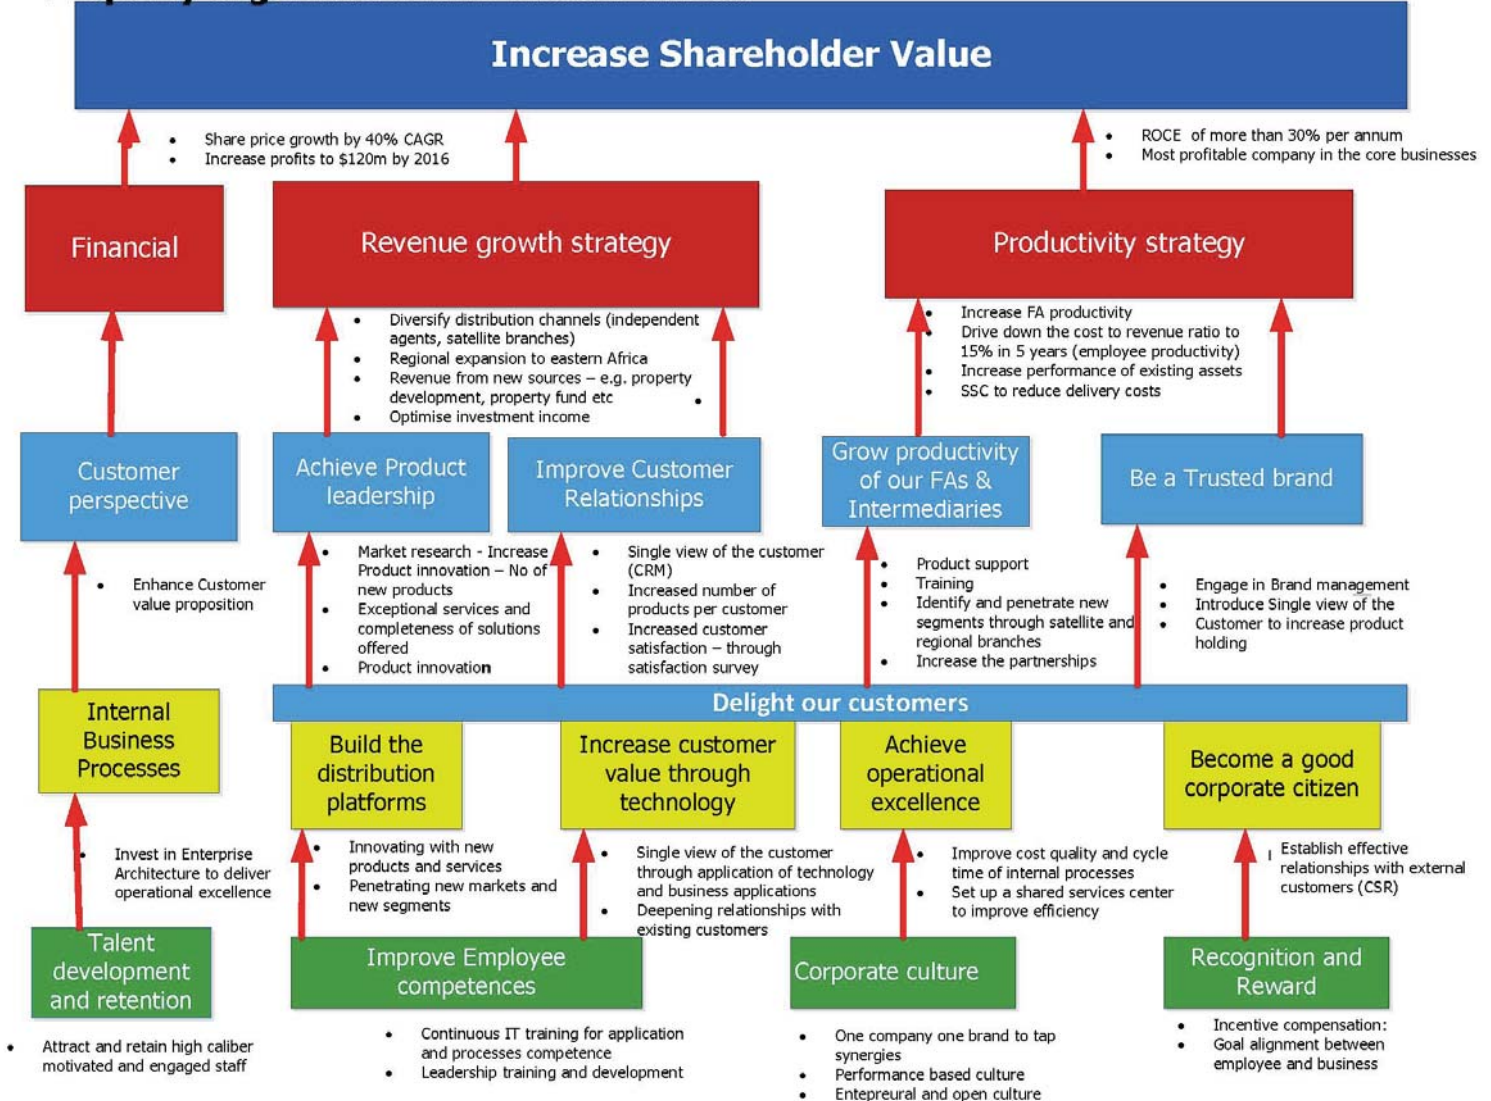 Increase Shareholder Value
• Share price growth by 40% CAGR
• Increase profits to $120m by 2016
• ROCE of more than 30% per annum
• Most profitable company in the core businesses
Financial
Revenue growth strategy
Productivity strategy
• Diversify distribution channels (independent
agents, satellite branches)
• Regional expansion to eastern Africa
• Revenue from new sources – e.g. property
development, property fund etc
•
• Optimise investment income
• Increase FA productivity
• Drive down the cost to revenue ratio to
15% in 5 years (employee productivity)
• Increase performance of existing assets
• SSC to reduce delivery costs
Customer
perspective
Achieve Product
leadership
Improve Customer
Relationships
Grow productivity
of our FAs &
Intermediaries
Be a Trusted brand
• Enhance Customer
value proposition
• Market research - Increase
Product innovation – No of
new products
• Exceptional services and
completeness of solutions
offered
• Product innovation
• Single view of the customer
(CRM)
• Increased number of
products per customer
• Increased customer
satisfaction – through
satisfaction survey
• Product support
• Training
• Identify and penetrate new
segments through satellite and
regional branches
• Increase the partnerships
• Engage in Brand management
• Introduce Single view of the
• Customer to increase product
holding
Delight our customers
Internal
Business
Processes
Build the
distribution
platforms
Increase customer
value through
technology
Achieve
operational
excellence
Become a good
corporate citizen
• Invest in Enterprise
Architecture to deliver
operational excellence
• Innovating with new
products and services
• Penetrating new markets and
new segments
• Single view of the customer
through application of technology
and business applications
• Deepening relationships with
existing customers
• Improve cost quality and cycle
time of internal processes
• Set up a shared services center
to improve efficiency
Establish effective
relationships with external
customers (CSR)
Talent
development
and retention
Improve Employee
competences
Corporate culture
Recognition and
Reward
• Attract and retain high caliber
motivated and engaged staff
• Continuous IT training for application
and processes competence
• Leadership training and development
• One company one brand to tap
synergies
• Performance based culture
• Entepreural and open culture
• Incentive compensation:
• Goal alignment between
employee and business